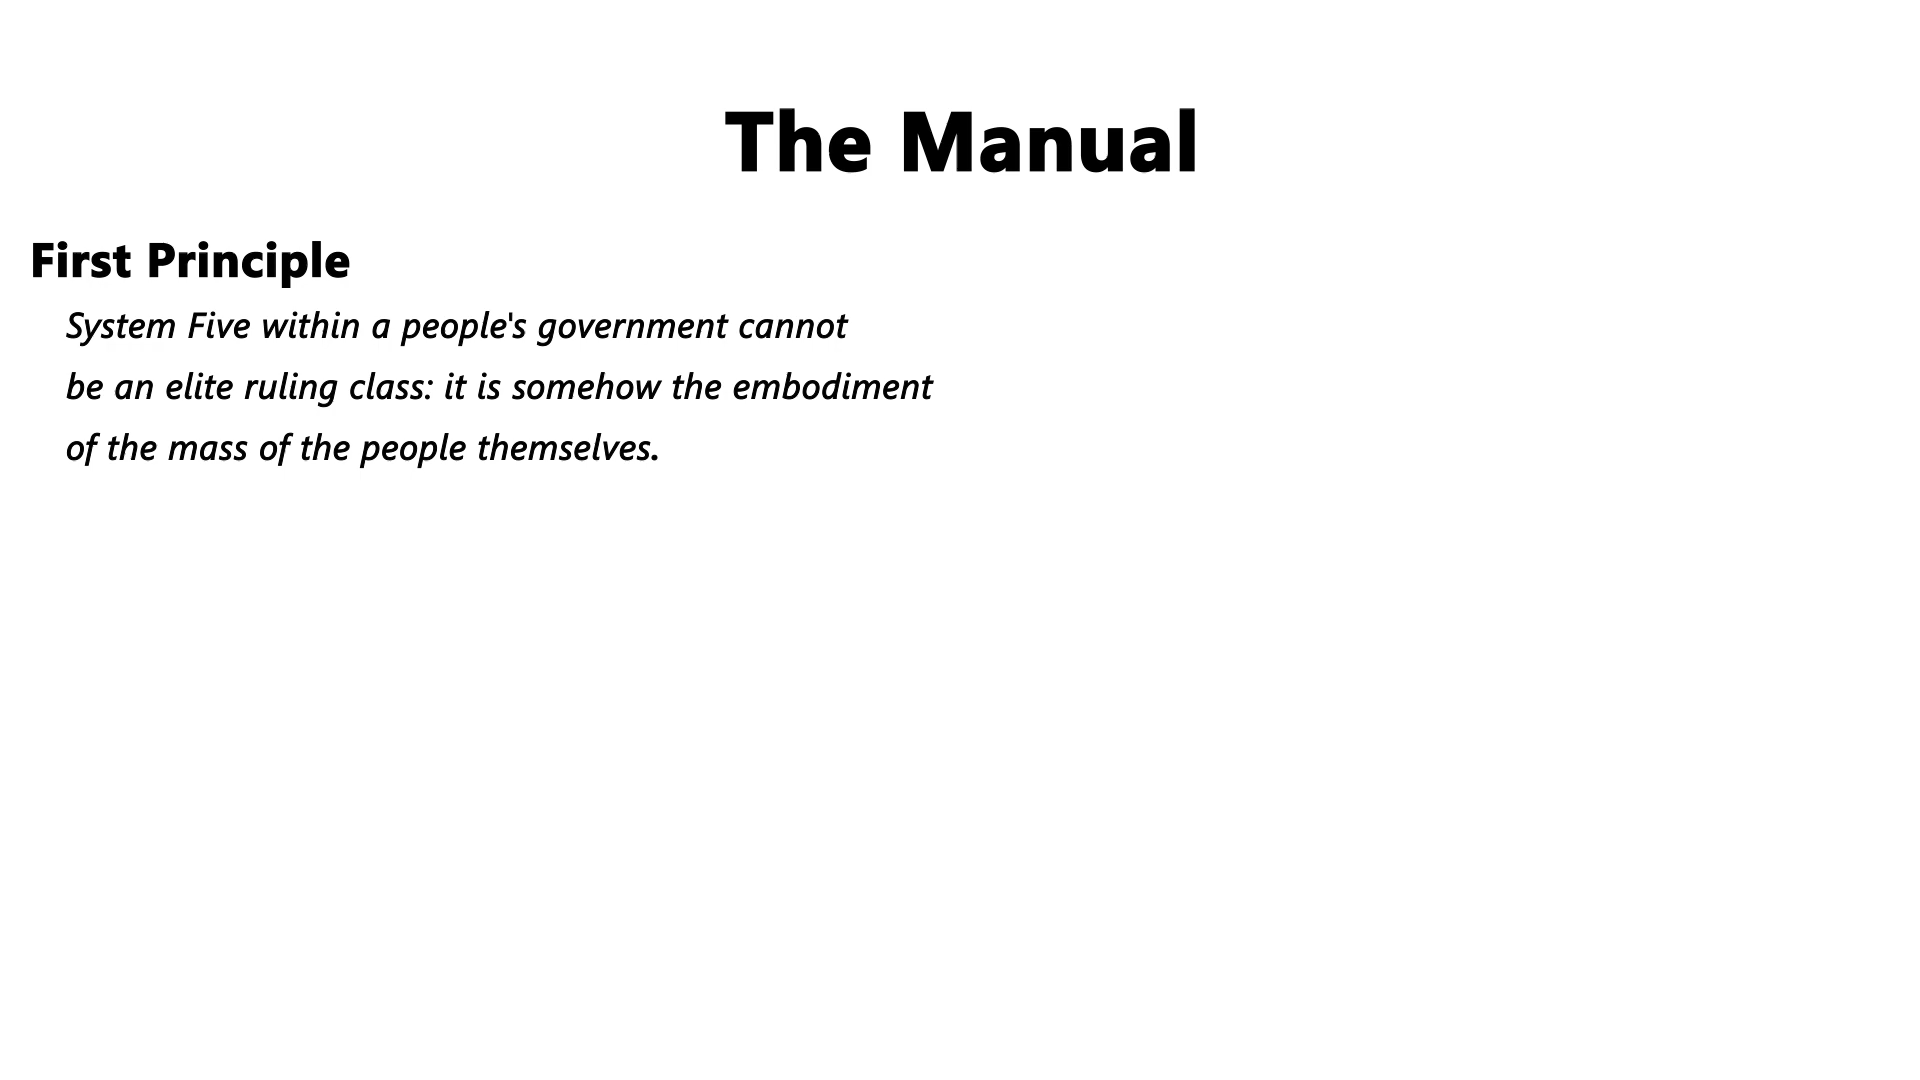 The Manual
First Principle
System Five within a people's government cannot
be an elite ruling class: it is somehow the embodiment
of the mass of the people themselves.